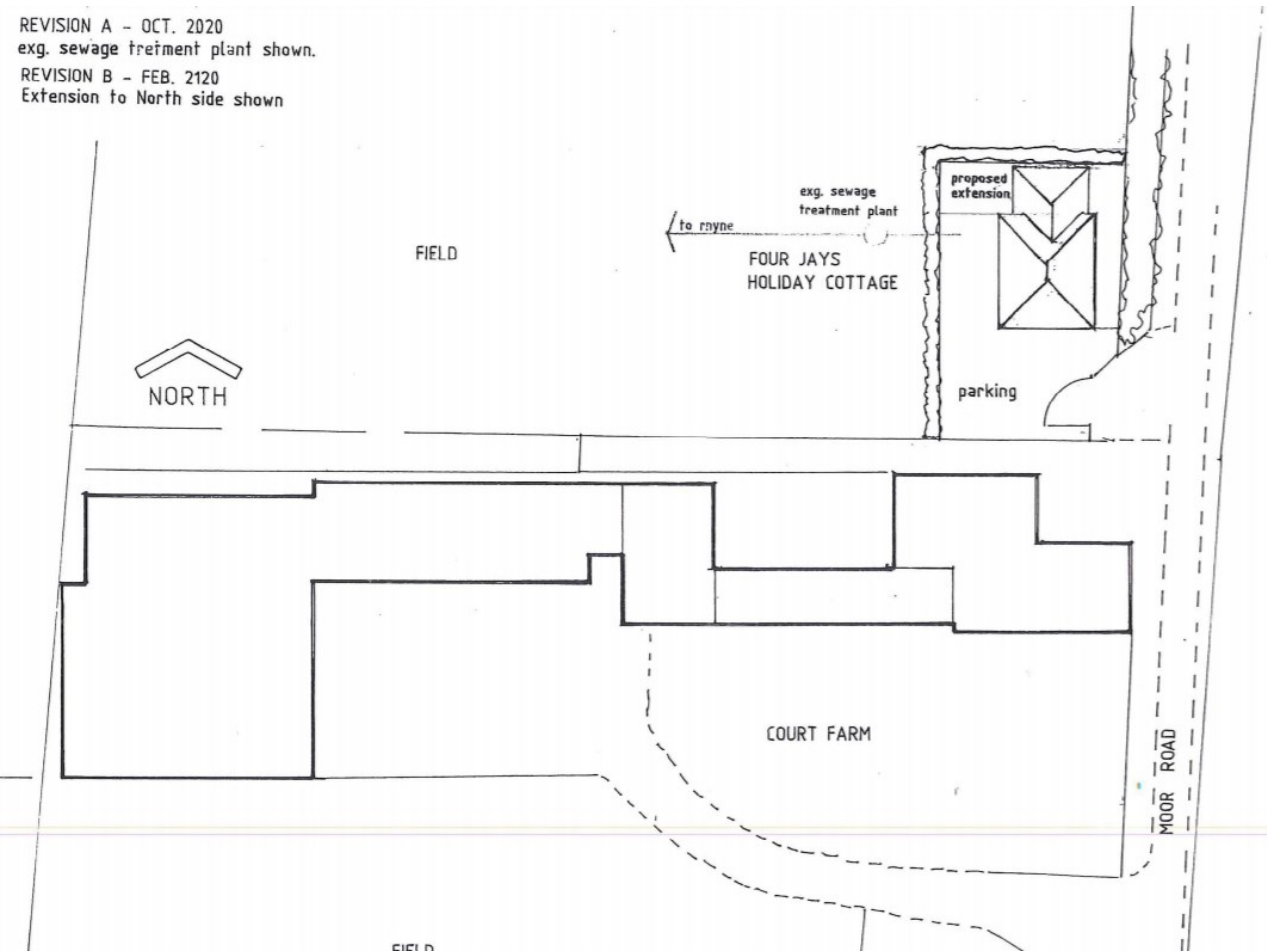 REVISION A - OCT. 2020
exg. sewage tretment plant shown.
REVISION B - FEB. 2120
Extension to North side shown
proposed
extension
exg. sewage
treatment plant
to rhyne
FIELD
FOUR JAYS
HOLIDAY COTTAGE
NORTH
parking
COURT FARM
MOOR ROAD
FIELD